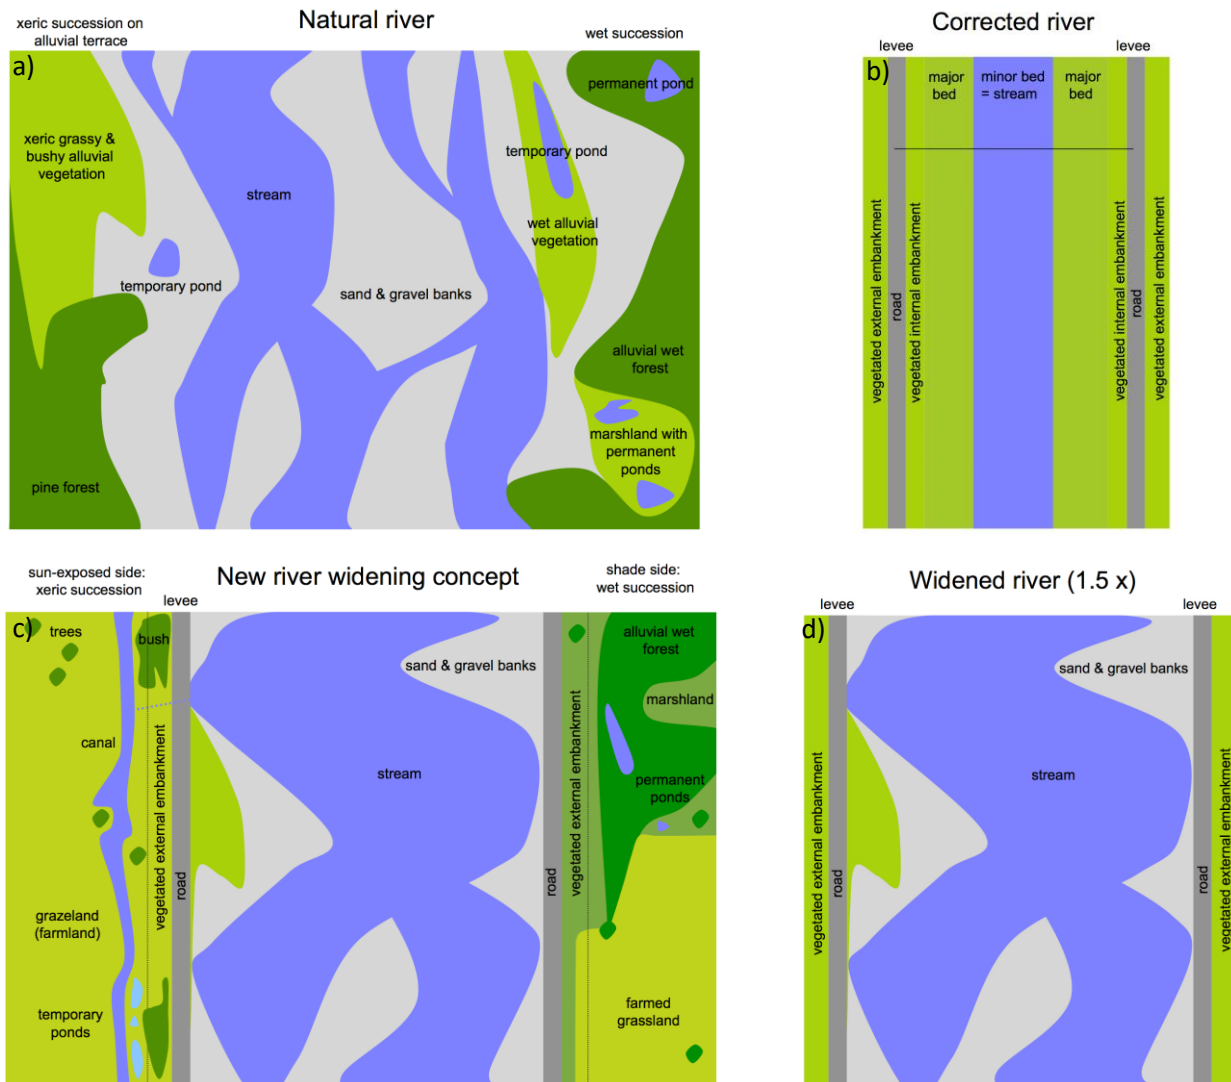 Natural river
xeric succession on
alluvial terrace
wet succession
a)
permanent pond
xeric grassy &
bushy alluvial
vegetation
temporary pond
stream
wet alluvial
vegetation
temporary pond
sand & gravel banks
alluvial wet
forest
marshland with
permanent
ponds
pine forest
Corrected river
levee
levee
b)
major
bed
minor bed
= stream
major
bed
vegetated external embankment
road
vegetated internal embankment
vegetated internal embankment
road
vegetated external embankment
New river widening concept
sun-exposed side:
xeric succession
shade side:
wet succession
levee
c)
trees
bush
alluvial wet
forest
sand & gravel banks
marshland
canal
stream
permanent
ponds
vegetated external embankment
road
road
vegetated external embankment
grazeland
(farmland)
temporary
ponds
farmed
grassland
Widened river (1.5 x)
levee
levee
d)
sand & gravel banks
stream
vegetated external embankment
road
road
vegetated external embankment